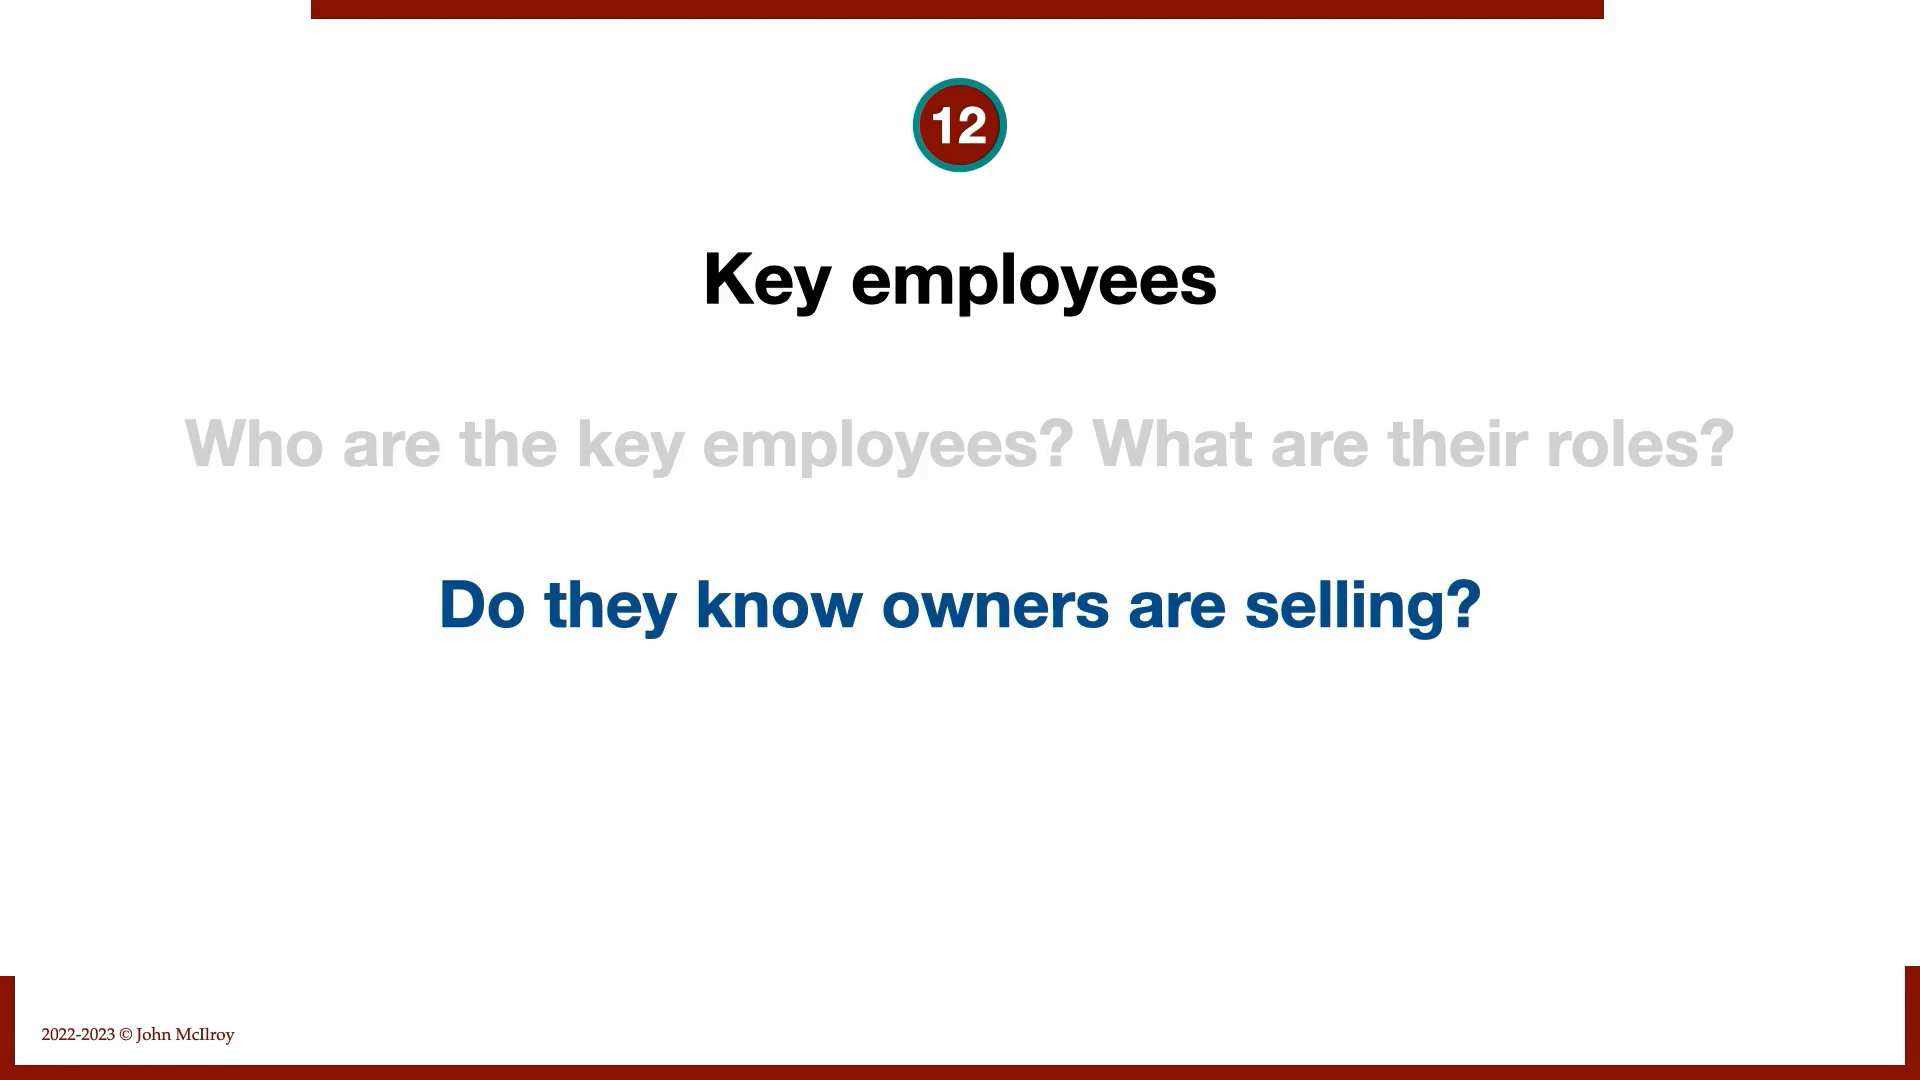 12
Key employees
Who are the key employees? What are their roles?
Do they know owners are selling?
2022-2023 © John McIlroy